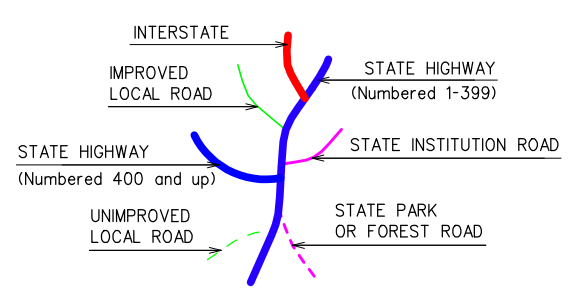 INTERSTATE
IMPROVED
LOCAL ROAD
STATE HIGHWAY
(Numbered 1-399)
STATE INSTITUTION ROAD
STATE HIGHWAY
(Numbered 400 and up)
UNIMPROVED
LOCAL ROAD
STATE PARK
OR FOREST ROAD